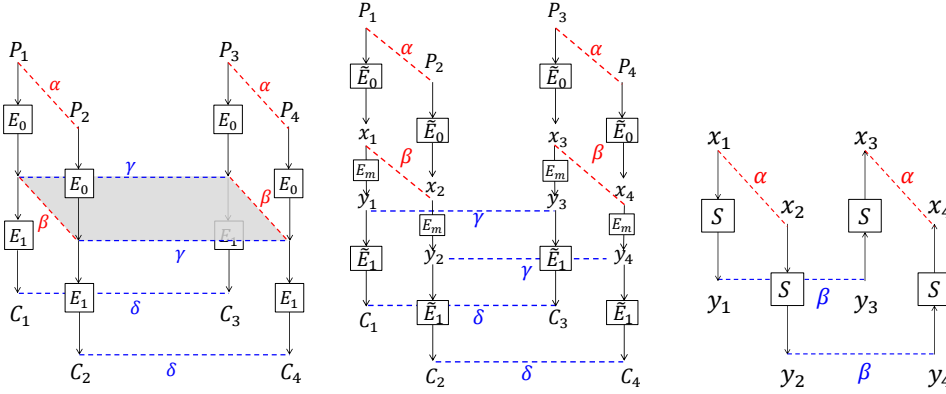 P₁ P₃
α α
E₀ P₂ E₀ P₄
γ
E₀ E₀
β β
E₁ E₁
γ
E₁ E₁
C₁ δ C₃
C₂ δ C₄
P₁ P₃
α α
P₂ P₄
Ẽ₀ Ẽ₀
Ẽ₀ Ẽ₀
x₁ x₃
β β
Eₘ Eₘ
x₂ x₄
y₁ γ y₃
Eₘ Eₘ
Ẽ₁ y₂ γ Ẽ₁ y₄
C₁ Ẽ₁ δ C₃ Ẽ₁
C₂ δ C₄
x₁ x₃
α α
S x₂ S x₄
y₁ S β y₃ S
y₂ β y₄